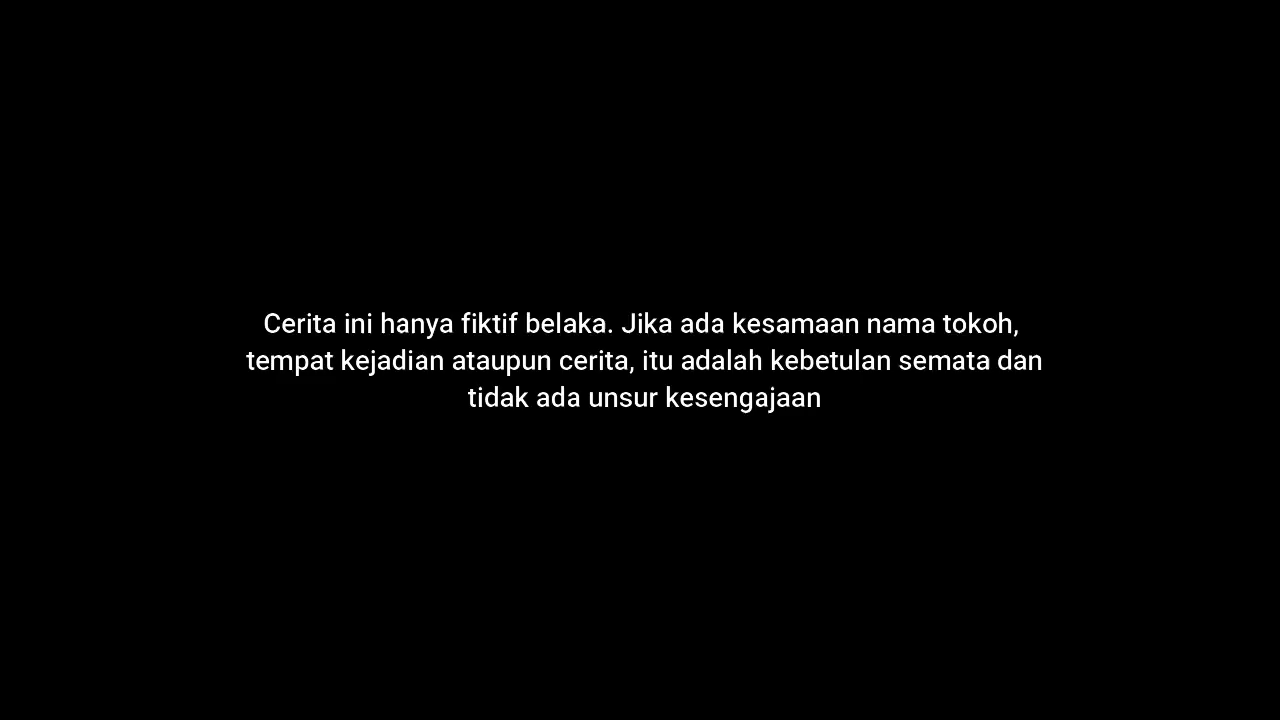 Cerita ini hanya fiktif belaka. Jika ada kesamaan nama tokoh,
tempat kejadian ataupun cerita, itu adalah kebetulan semata dan
tidak ada unsur kesengajaan